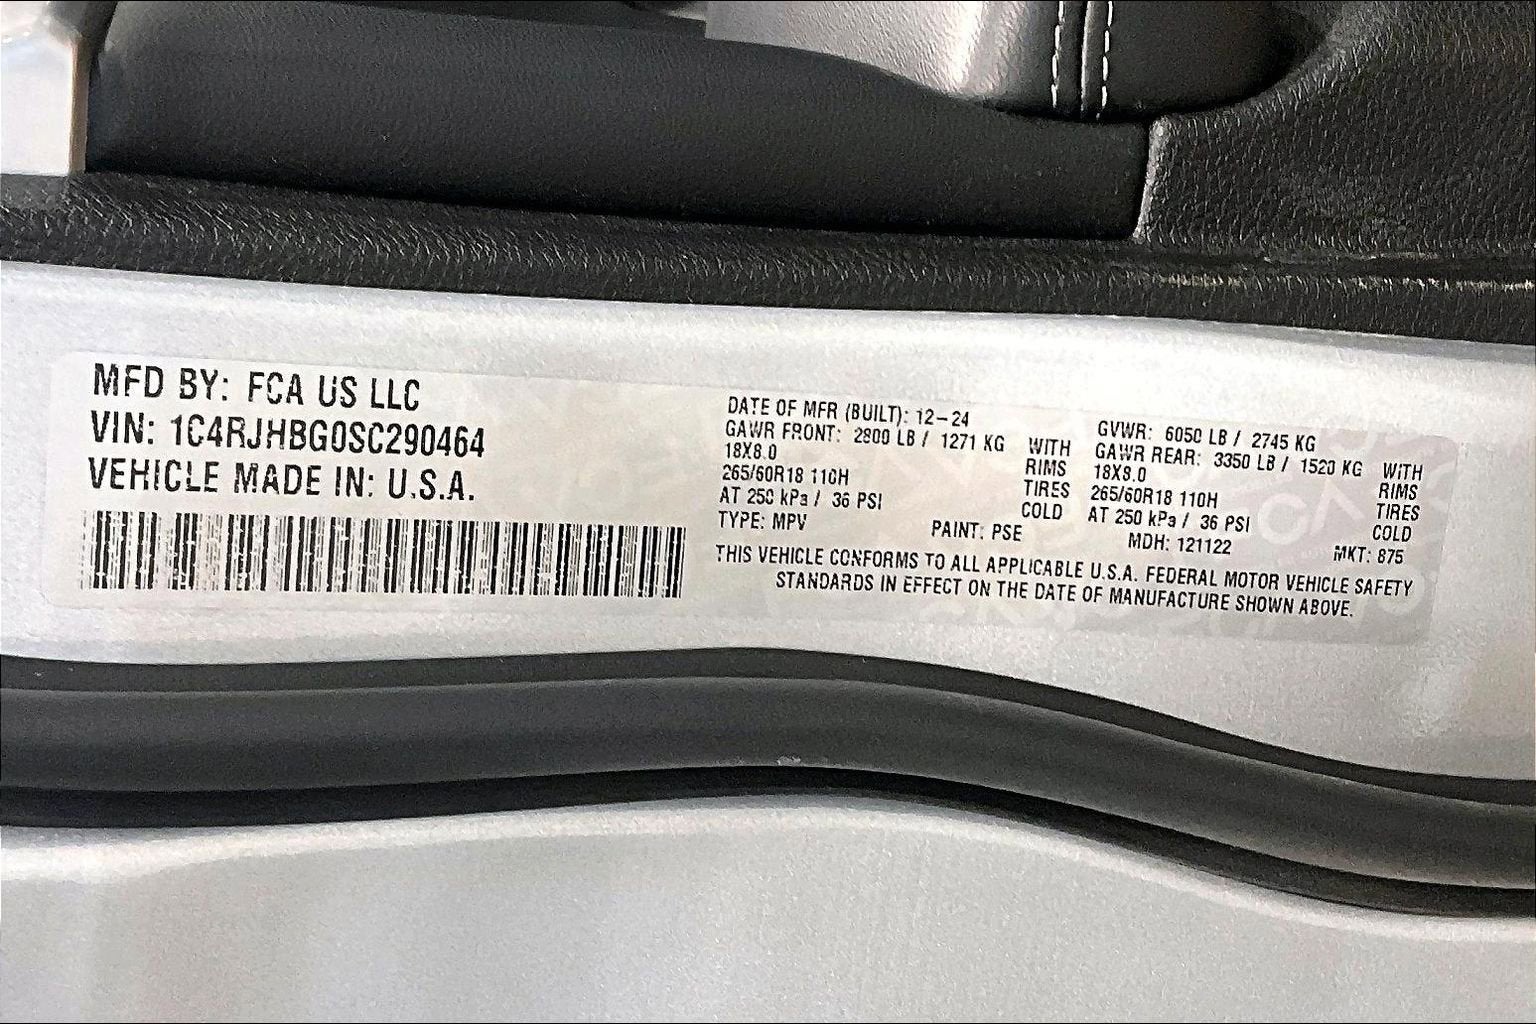 MFD BY: FCA US LLC
VIN: 1C4RJHBG0SC290464
VEHICLE MADE IN: U.S.A.
DATE OF MFR (BUILT): 12-24
GAWR FRONT: 2800 LB / 1271 KG WITH
18X8.0 RIMS
265/60R18 110H TIRES
AT 250 kPa / 36 PSI COLD
TYPE: MPV PAINT: PSE
GVWR: 6050 LB / 2745 KG
GAWR REAR: 3350 LB / 1520 KG WITH
18X8.0 RIMS
265/60R18 110H TIRES
AT 250 kPa / 36 PSI COLD
MDH: 121122 MKT: 875
THIS VEHICLE CONFORMS TO ALL APPLICABLE U.S.A. FEDERAL MOTOR VEHICLE SAFETY
STANDARDS IN EFFECT ON THE DATE OF MANUFACTURE SHOWN ABOVE.